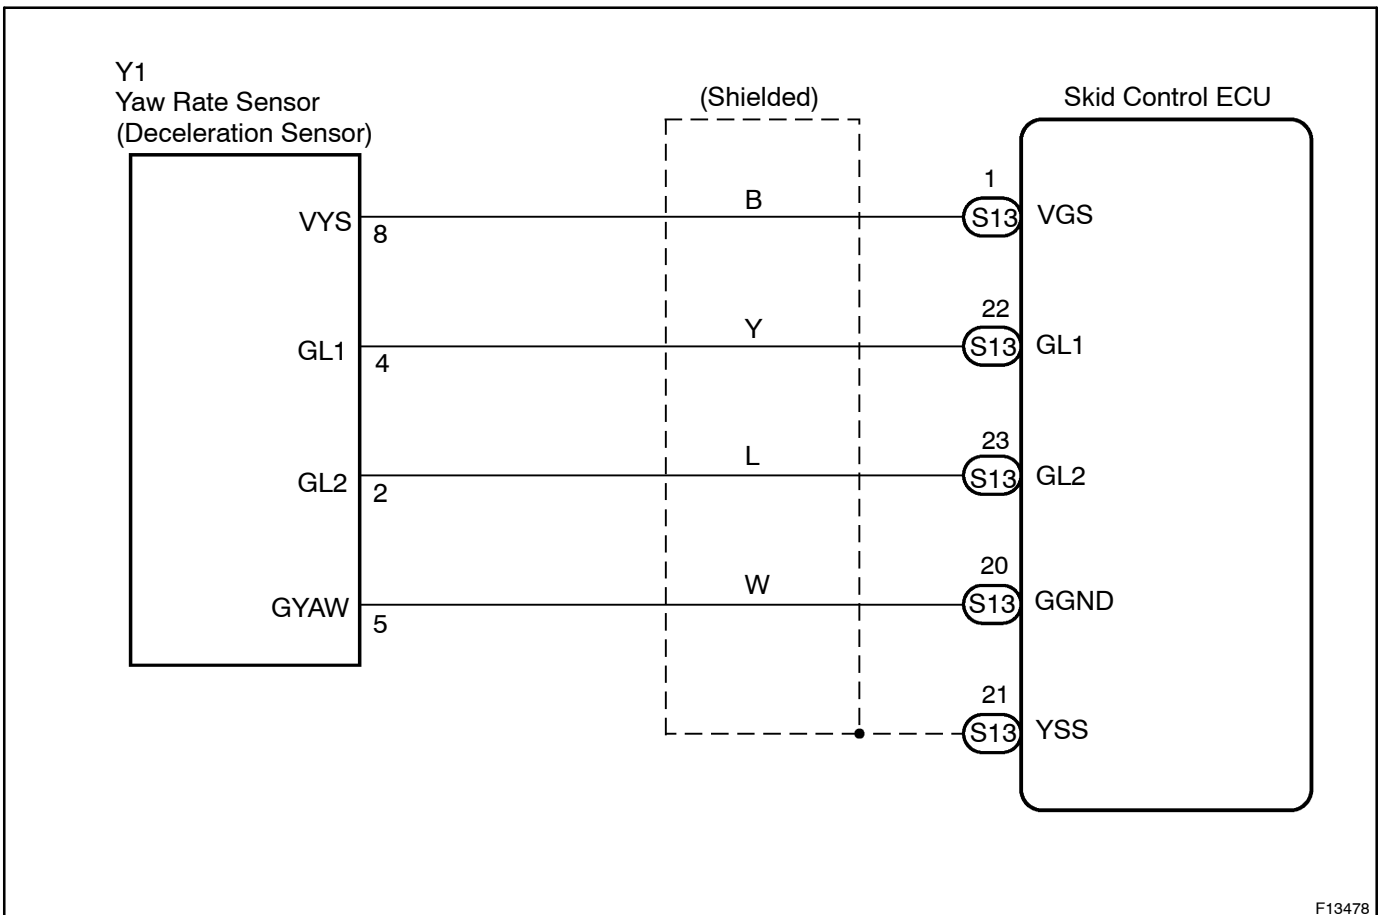 Y1
Yaw Rate Sensor
(Deceleration Sensor)
(Shielded)
Skid Control ECU
VYS
8
B
1
S13
VGS
GL1
4
Y
22
S13
GL1
GL2
2
L
23
S13
GL2
GYAW
5
W
20
S13
GGND
21
S13
YSS
F13478